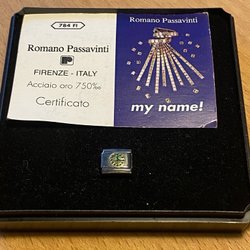 784 FI
Romano Passavinti
FIRENZE - ITALY
Acciaio oro 750‰
Certificato
Romano Passavinti
my name!